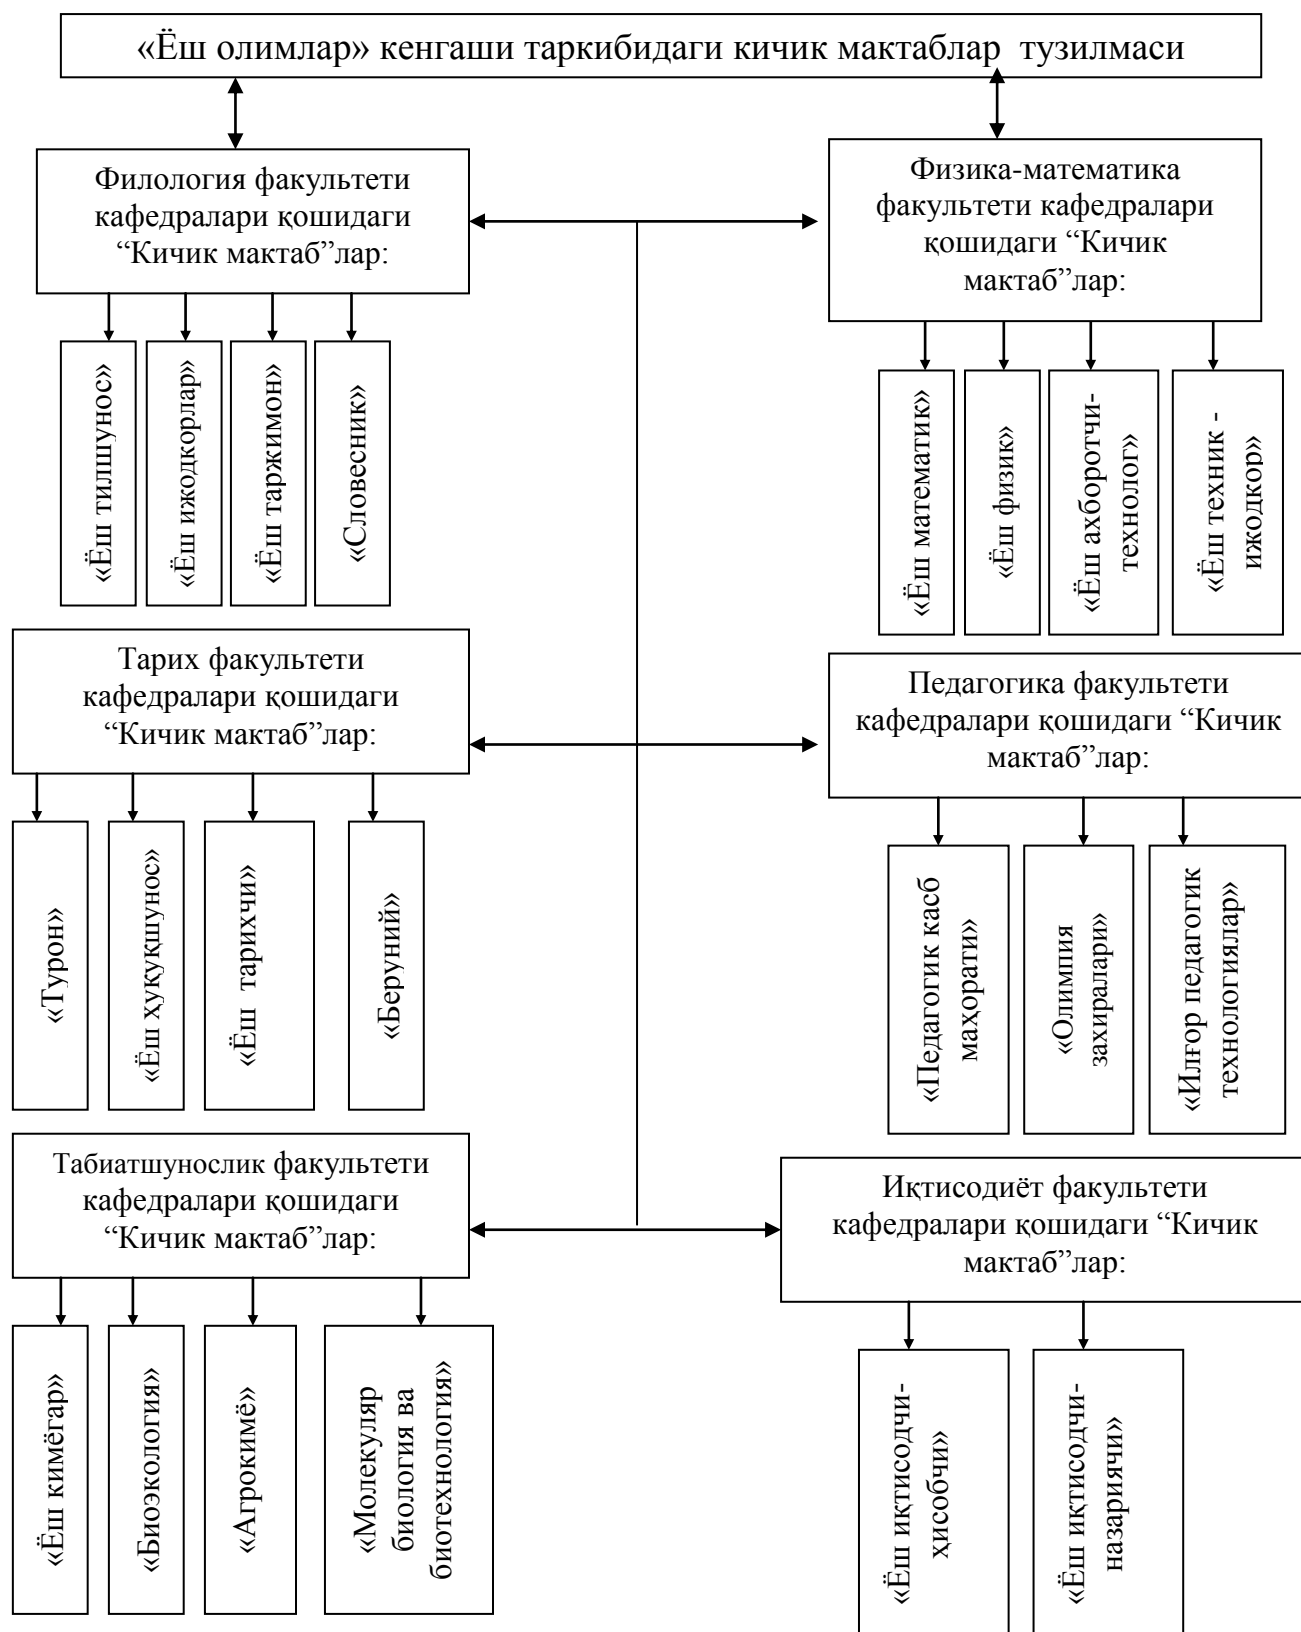 «Ёш олимлар» кенгаши таркибидаги кичик мактаблар тузилмаси
Филология факультети
кафедралари қошидаги
“Кичик мактаб”лар:
Физика-математика
факультети кафедралари
қошидаги “Кичик
мактаб”лар:
«Ёш тилшунос»
«Ёш ижодкорлар»
«Ёш таржимон»
«Словесник»
«Ёш математик»
«Ёш физик»
«Ёш ахборотчи-
технолог»
«Ёш техник -
ижодкор»
Тарих факультети
кафедралари қошидаги
“Кичик мактаб”лар:
Педагогика факультети
кафедралари қошидаги “Кичик
мактаб”лар:
«Турон»
«Ёш ҳуқуқшунос»
«Ёш тарихчи»
«Беруний»
«Педагогик касб
маҳорати»
«Олимпия
захиралари»
«Илғор педагогик
технологиялар»
Табиатшунослик факультети
кафедралари қошидаги
“Кичик мактаб”лар:
Иқтисодиёт факультети
кафедралари қошидаги “Кичик
мактаб”лар:
«Ёш кимёгар»
«Биоэкология»
«Агрокимё»
«Молекуляр
биология ва
биотехнология»
«Ёш иқтисодчи-
ҳисобчи»
«Ёш иқтисодчи-
назариячи»